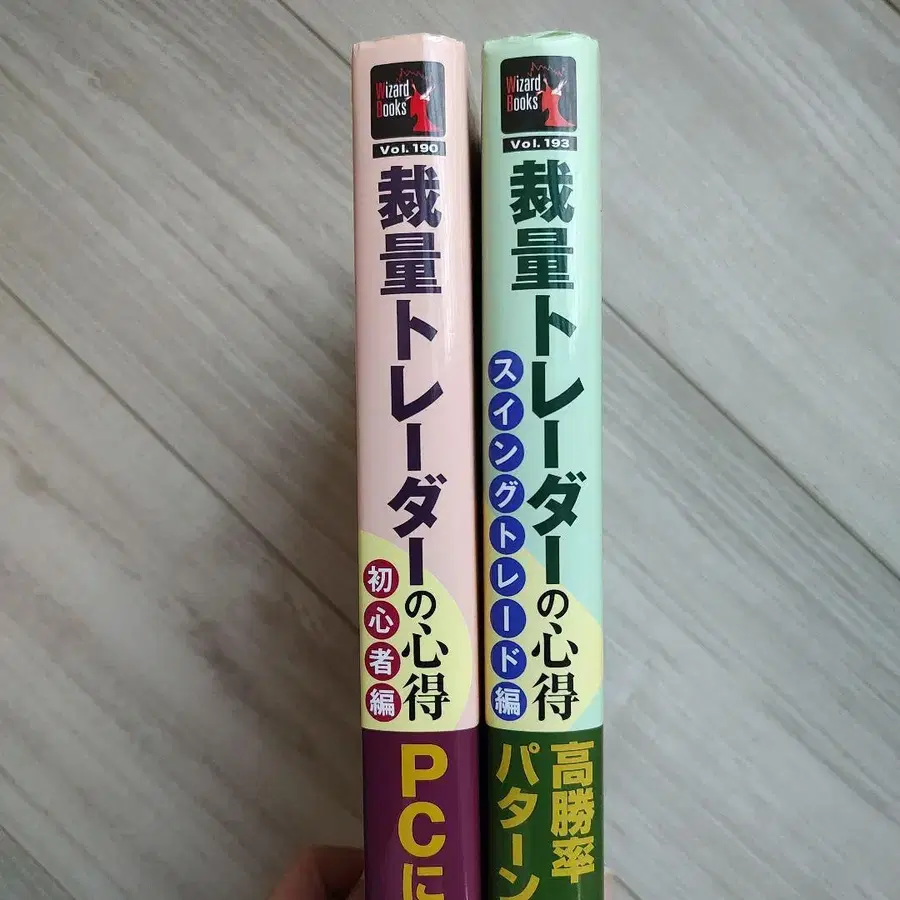 Wizard
Books
Vol.190
裁量トレーダーの心得
初心者編
PCに
Wizard
Books
Vol.193
裁量トレーダーの心得
スイングトレード編
高勝率
パターン